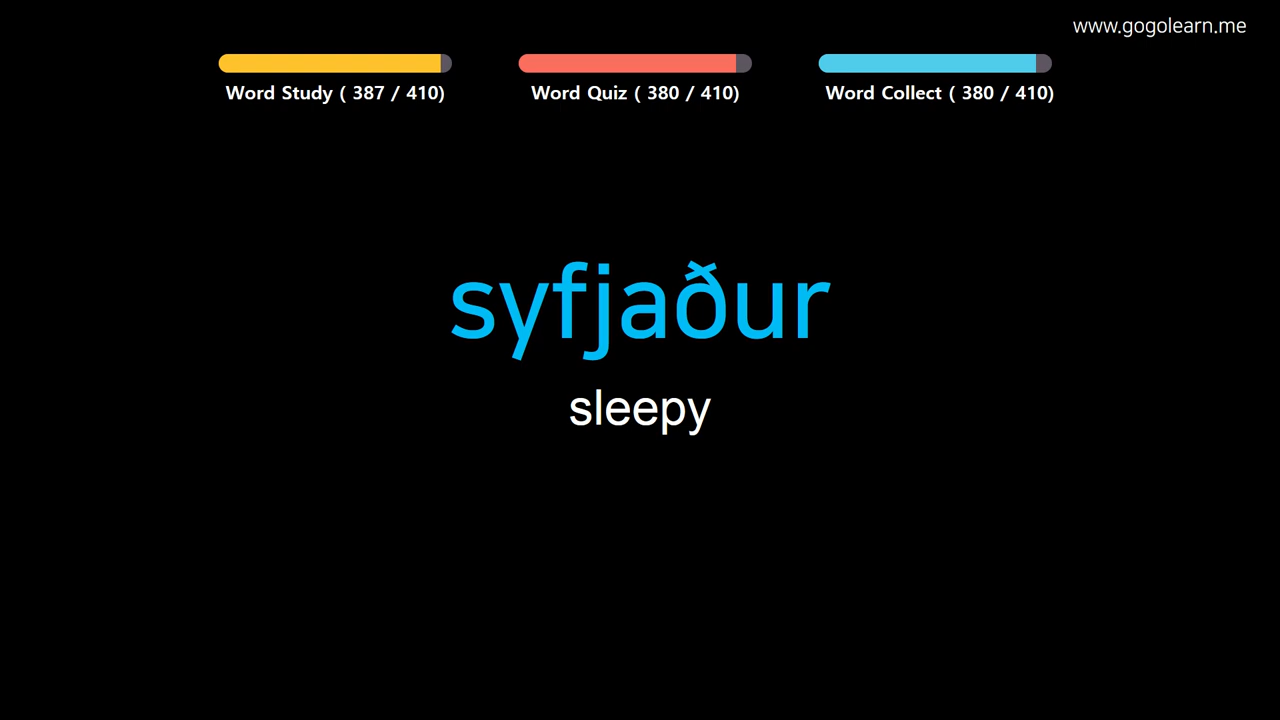 www.gogolearn.me
Word Study ( 387 / 410)
Word Quiz ( 380 / 410)
Word Collect ( 380 / 410)
syfjaður
sleepy